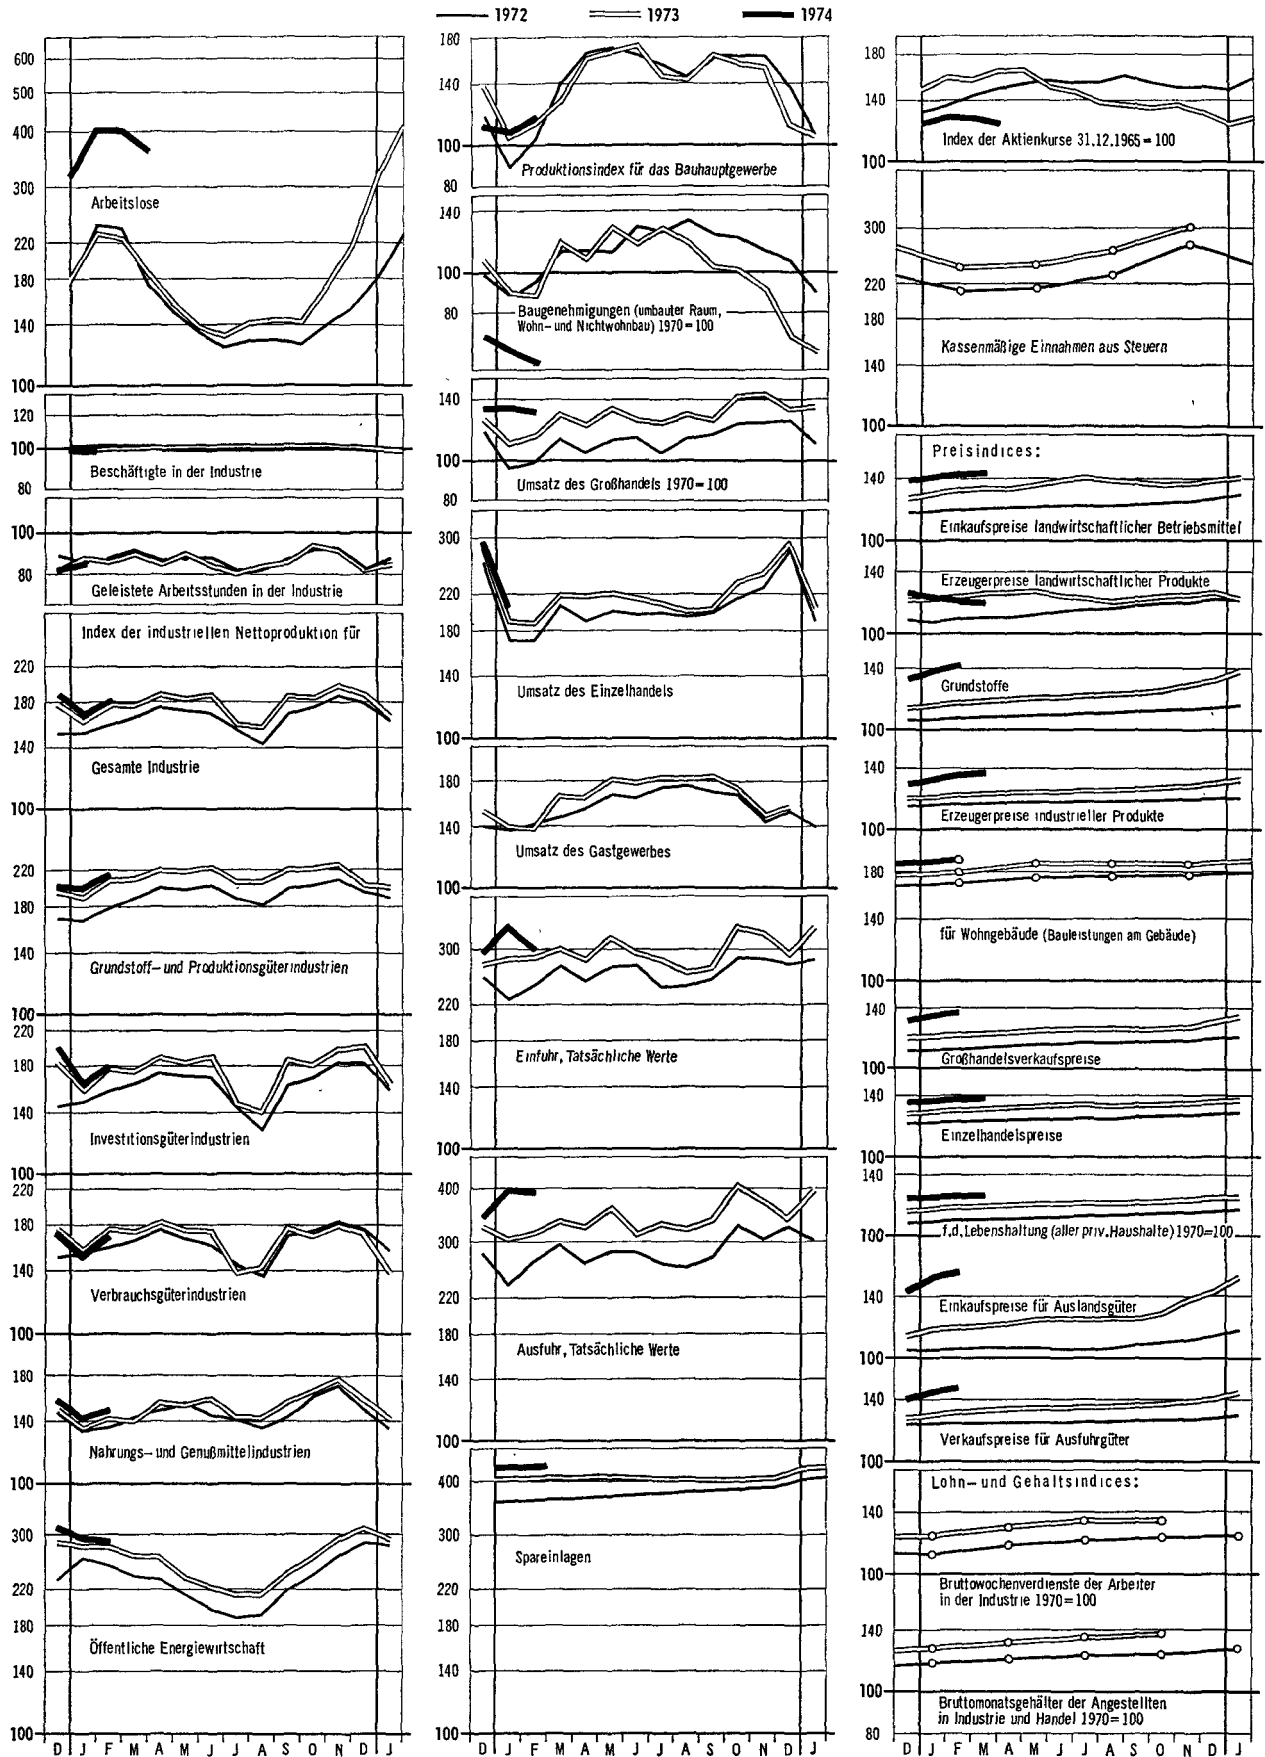 1972 1973 1974
600
500
400
300
220
180
140
100
Arbeitslose
120
100
80
Beschäftigte in der Industrie
100
80
Geleistete Arbeitsstunden in der Industrie
Index der industriellen Nettoproduktion für
220
180
140
Gesamte Industrie
100
220
180
140
Grundstoff- und Produktionsgüterindustrien
100
220
180
140
Investitionsgüterindustrien
100
220
180
140
Verbrauchsgüterindustrien
100
180
140
Nahrungs- und Genußmittelindustrien
100
300
220
180
Öffentliche Energiewirtschaft
140
100
D J F M A M J J A S O N D J
180
140
100
Produktionsindex für das Bauhauptgewerbe
80
140
100
80
Baugenehmigungen (umbauter Raum,
Wohn- und Nichtwohnbau) 1970=100
140
100
Umsatz des Großhandels 1970=100
80
300
220
180
140
Umsatz des Einzelhandels
100
180
140
Umsatz des Gastgewerbes
100
300
220
180
Einfuhr, Tatsächliche Werte
140
100
400
300
220
180
Ausfuhr, Tatsächliche Werte
140
100
400
300
Spareinlagen
220
180
140
100
D J F M A M J J A S O N D J
180
140
Index der Aktienkurse 31.12.1965=100
100
300
220
180
Kassenmäßige Einnahmen aus Steuern
140
100
Preisindices:
140
Einkaufspreise landwirtschaftlicher Betriebsmittel
100
140
Erzeugerpreise landwirtschaftlicher Produkte
100
140
Grundstoffe
100
140
Erzeugerpreise industrieller Produkte
100
180
140
für Wohngebäude (Bauleistungen am Gebäude)
100
140
Großhandelsverkaufspreise
100
140
Einzelhandelspreise
100
140
f.d. Lebenshaltung (aller priv. Haushalte) 1970=100
100
140
Einkaufspreise für Auslandsgüter
100
140
Verkaufspreise für Ausfuhrgüter
100
Lohn- und Gehaltsindices:
140
100
Bruttowochenverdienste der Arbeiter
in der Industrie 1970=100
140
100
Bruttomonatsgehälter der Angestellten
in Industrie und Handel 1970=100
80
D J F M A M J J A S O N D J